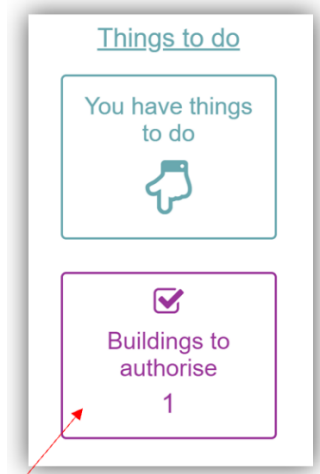 Things to do
You have things
to do
Buildings to
authorise
1